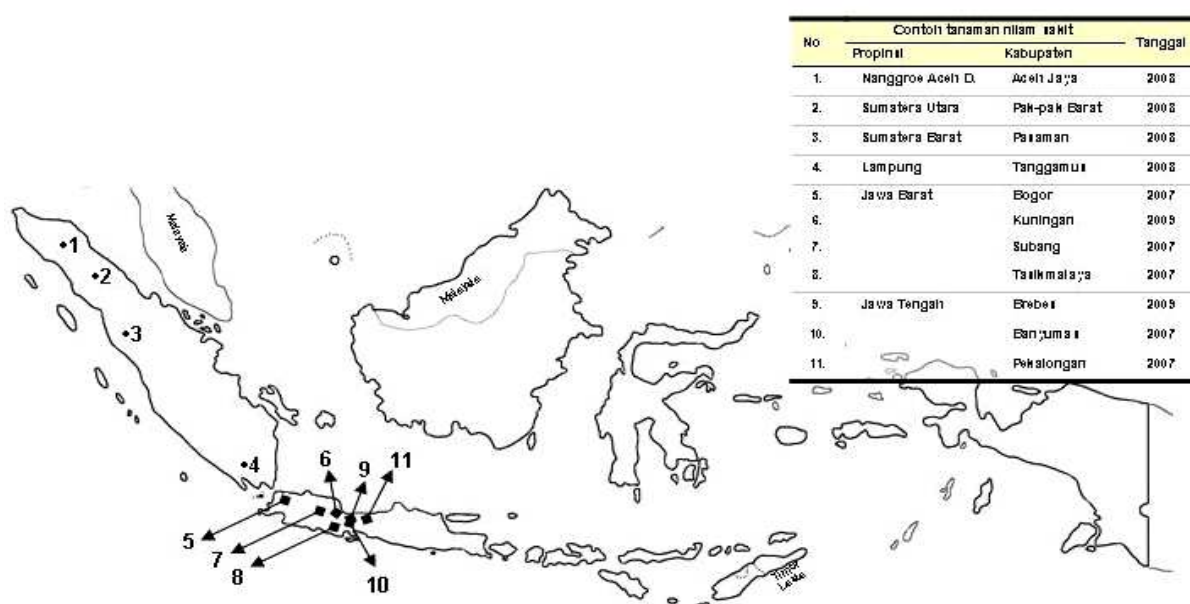 Contoh tanaman nilam sakit
No Propinsi Kabupaten Tanggal
1. Nanggroe Aceh D. Aceh Jaya 2008
2. Sumatera Utara Pak-pak Barat 2008
3. Sumatera Barat Pasaman 2008
4. Lampung Tanggamus 2008
5. Jawa Barat Bogor 2007
6. Kuningan 2009
7. Subang 2007
8. Tasikmalaya 2007
9. Jawa Tengah Brebes 2009
10. Banyumas 2007
11. Pekalongan 2007
Malaysia
Malaysia
1
2
3
4
6
9
11
5
7
8
10
Timor
Leste